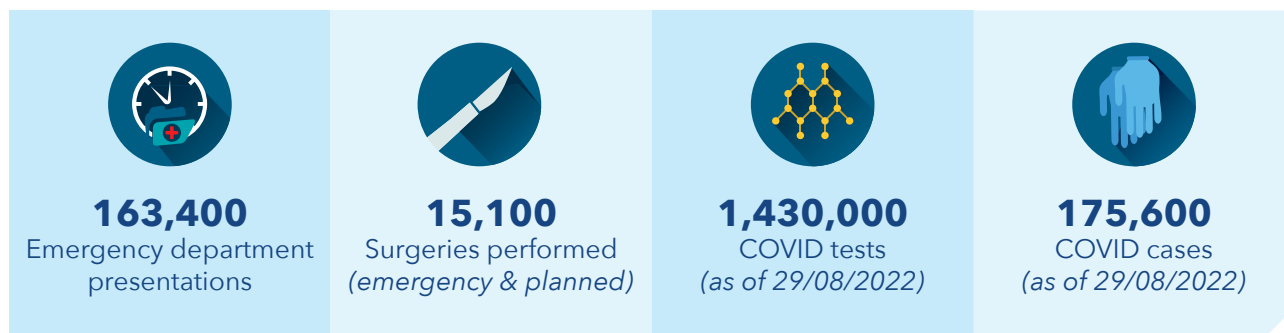 163,400
Emergency department
presentations
15,100
Surgeries performed
(emergency & planned)
1,430,000
COVID tests
(as of 29/08/2022)
175,600
COVID cases
(as of 29/08/2022)